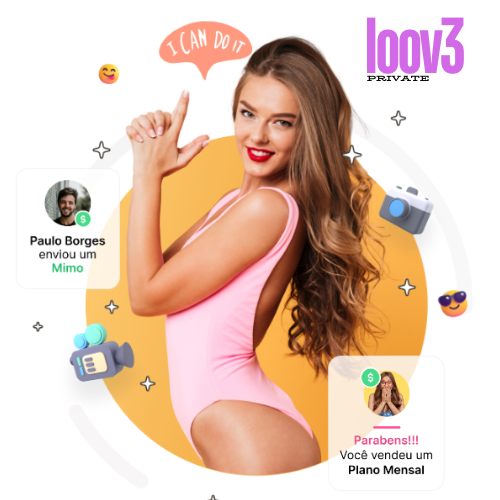 I CAN DO IT
loov3
PRIVATE
Paulo Borges
enviou um
Mimo
Parabens!!!
Você vendeu um
Plano Mensal